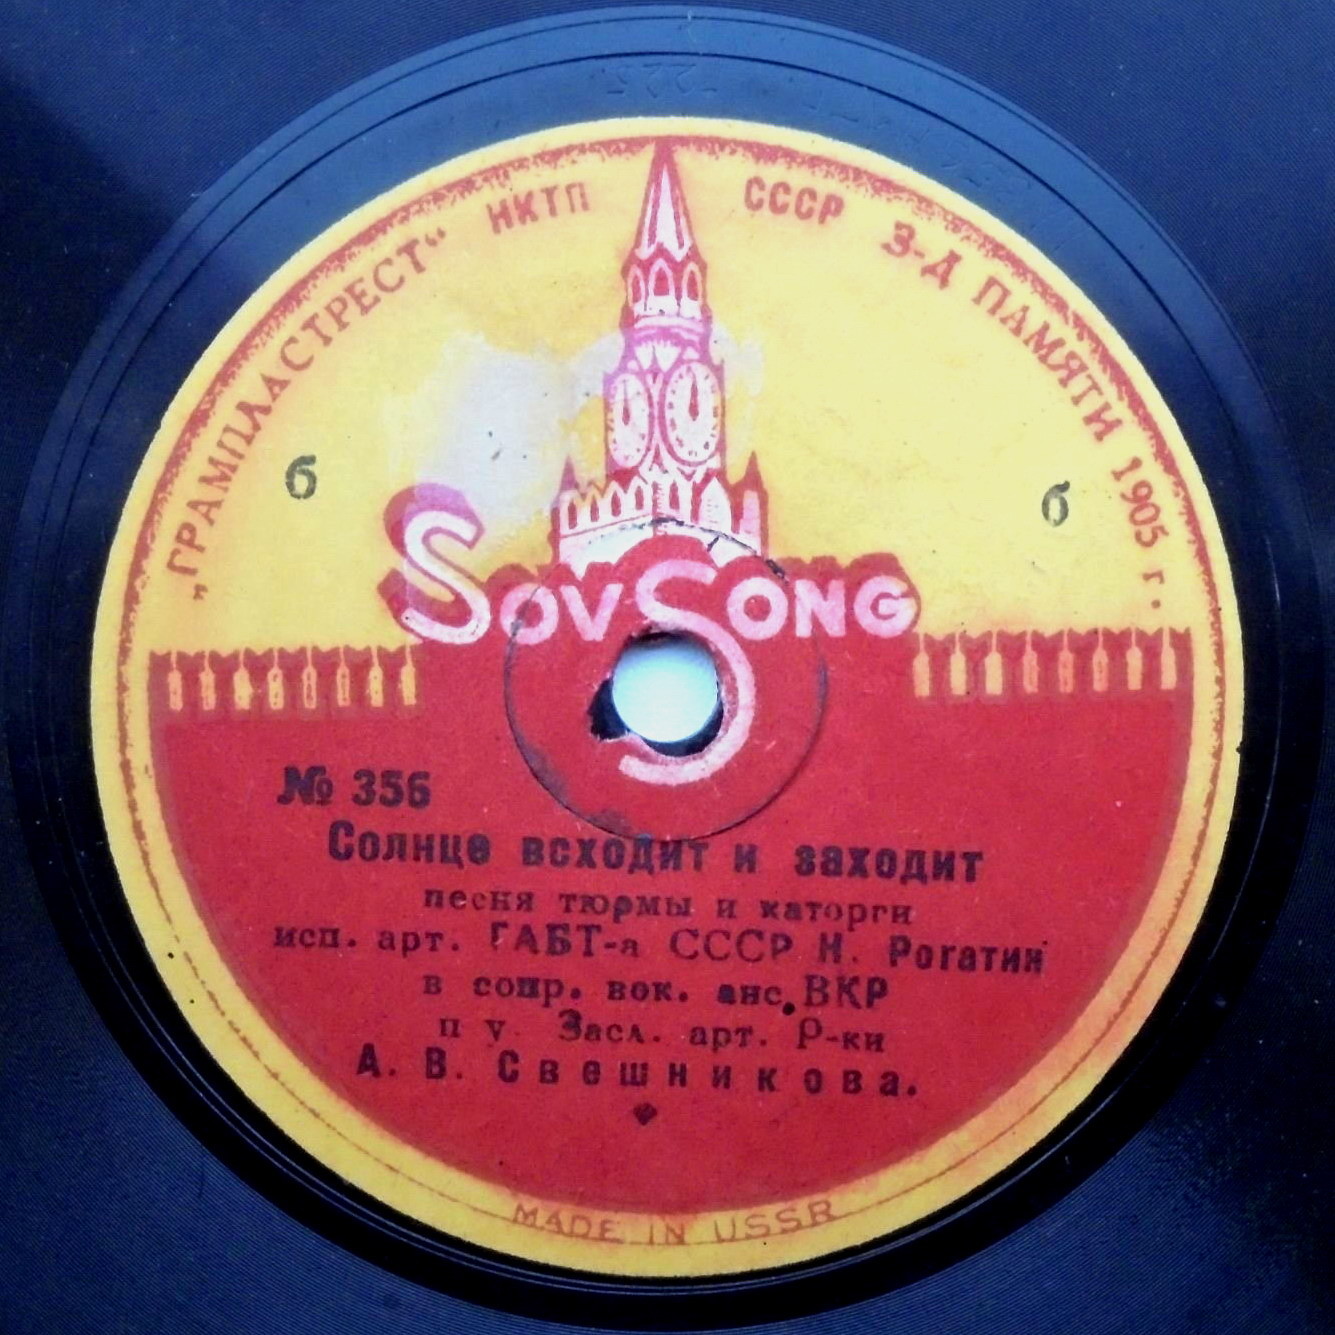 „ГРАМПЛАСТРЕСТ“ НКТП СССР З-Д ПАМЯТИ 1905 г.
б б
SOVSONG
№ 356
Солнце всходит и заходит
песня тюрмы и каторги
исп. арт. ГАБТ-а СССР Н. Рогатин
в сопр. вок. анс. ВКР
п у. Засл. арт. Р-ки
А. В. Свешникова.
MADE IN USSR